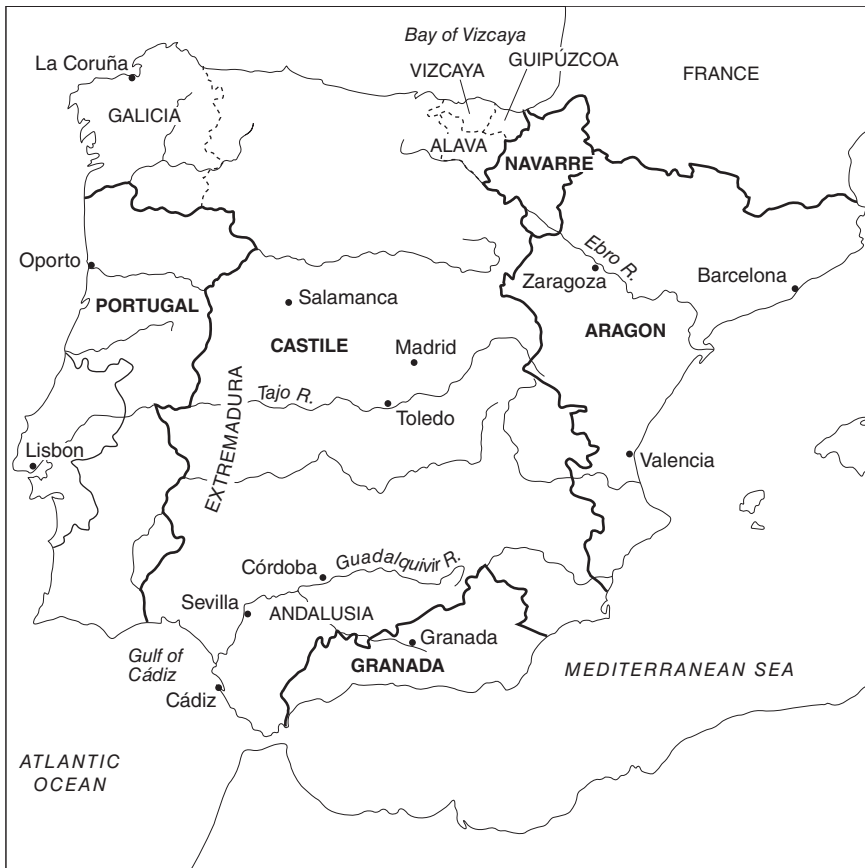 Bay of Vizcaya
La Coruña
VIZCAYA
GUIPÚZCOA
FRANCE
GALICIA
ALAVA
NAVARRE
Oporto
Ebro R.
Zaragoza
Barcelona
PORTUGAL
Salamanca
CASTILE
Madrid
ARAGON
EXTREMADURA
Tajo R.
Toledo
Lisbon
Valencia
Córdoba
Guadalquivir R.
Sevilla
ANDALUSIA
Granada
GRANADA
Gulf of
Cádiz
Cádiz
MEDITERRANEAN SEA
ATLANTIC
OCEAN